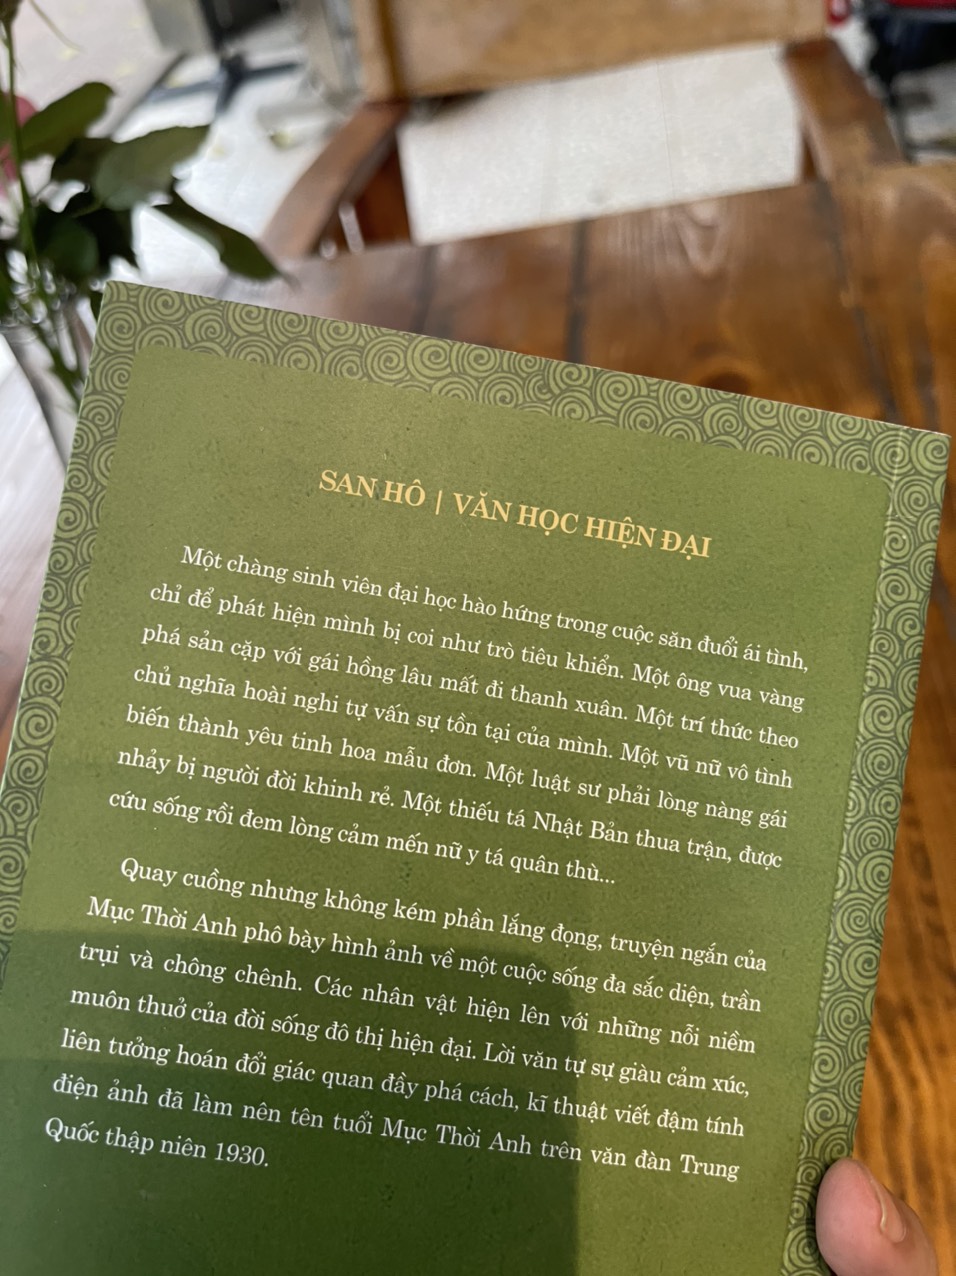 SAN HÔ | VĂN HỌC HIỆN ĐẠI
Một chàng sinh viên đại học hào hứng trong cuộc săn đuổi ái tình,
chỉ để phát hiện mình bị coi như trò tiêu khiển. Một ông vua vàng
phá sản cặp với gái hồng lâu mất đi thanh xuân. Một trí thức theo
chủ nghĩa hoài nghi tự vấn sự tồn tại của mình. Một vũ nữ vô tình
biến thành yêu tinh hoa mẫu đơn. Một luật sư phải lòng nàng gái
nhảy bị người đời khinh rẻ. Một thiếu tá Nhật Bản thua trận, được
cứu sống rồi đem lòng cảm mến nữ y tá quân thù...
Quay cuồng nhưng không kém phần lắng đọng, truyện ngắn của
Mục Thời Anh phô bày hình ảnh về một cuộc sống đa sắc diện, trần
trụi và chông chênh. Các nhân vật hiện lên với những nỗi niềm
muôn thuở của đời sống đô thị hiện đại. Lời văn tự sự giàu cảm xúc,
liên tưởng hoán đổi giác quan đầy phá cách, kĩ thuật viết đậm tính
điện ảnh đã làm nên tên tuổi Mục Thời Anh trên văn đàn Trung
Quốc thập niên 1930.